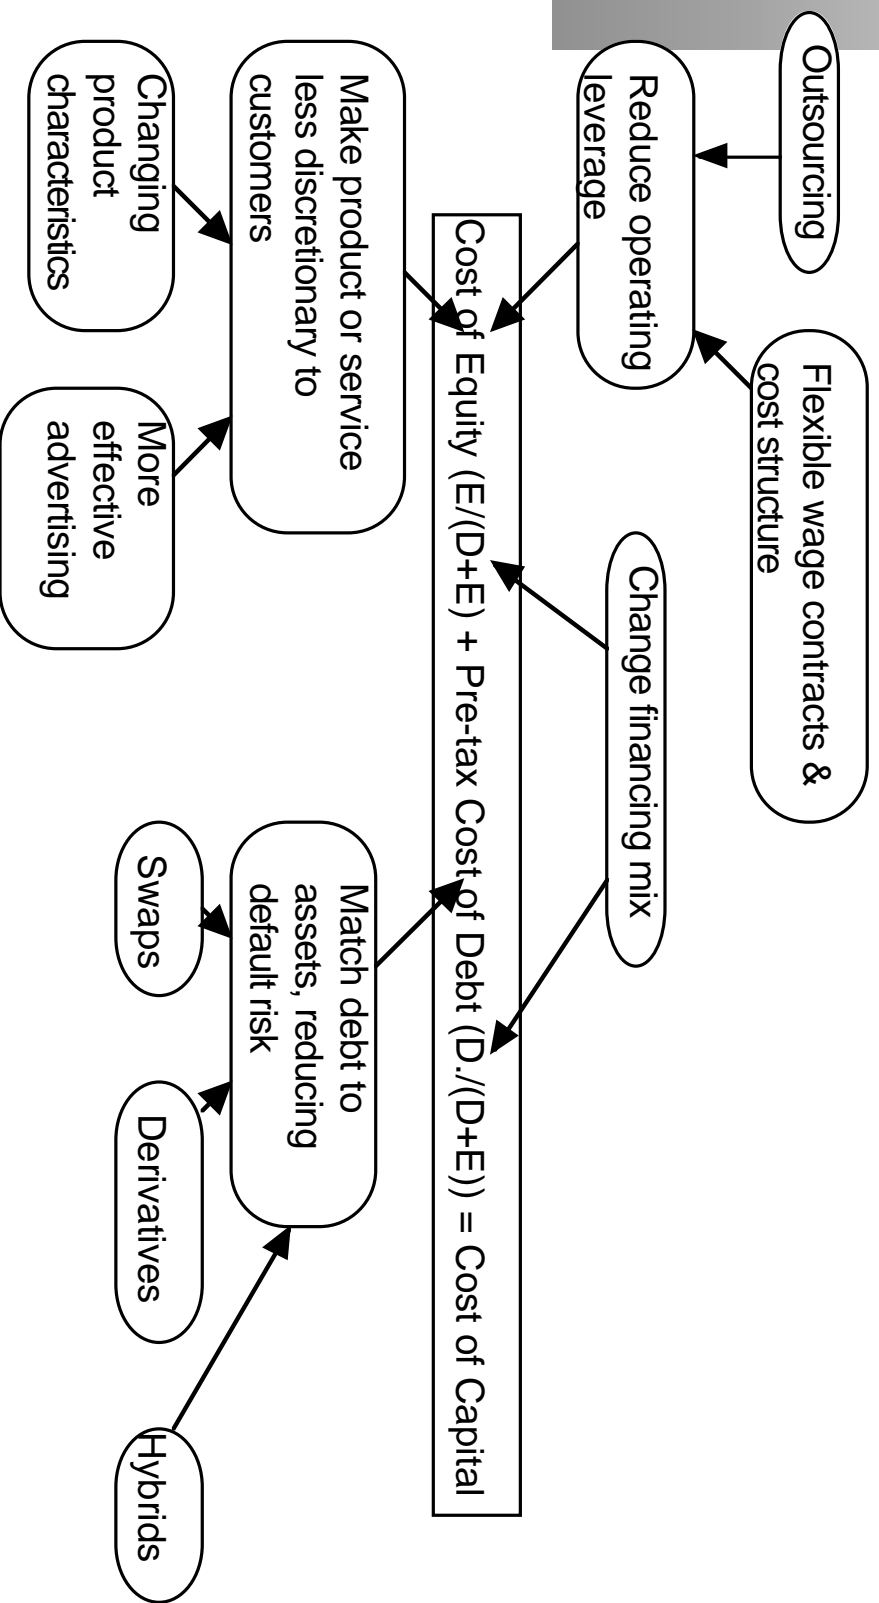 Outsourcing
Flexible wage contracts &
cost structure
Reduce operating
leverage
Change financing mix
Cost of Equity (E/(D+E) + Pre-tax Cost of Debt (D./(D+E)) = Cost of Capital
Make product or service
less discretionary to
customers
Match debt to
assets, reducing
default risk
Changing
product
characteristics
More
effective
advertising
Swaps
Derivatives
Hybrids